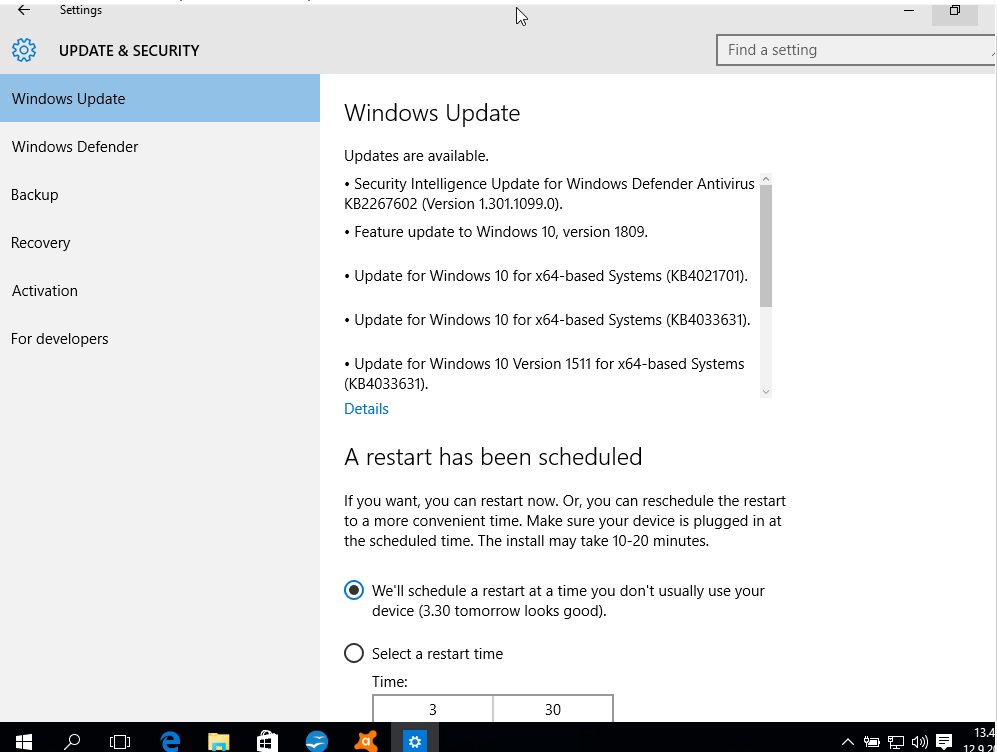 Settings
UPDATE & SECURITY
Find a setting
Windows Update
Windows Defender
Backup
Recovery
Activation
For developers
Windows Update
Updates are available.
• Security Intelligence Update for Windows Defender Antivirus
KB2267602 (Version 1.301.1099.0).
• Feature update to Windows 10, version 1809.
• Update for Windows 10 for x64-based Systems (KB4021701).
• Update for Windows 10 for x64-based Systems (KB4033631).
• Update for Windows 10 Version 1511 for x64-based Systems
(KB4033631).
Details
A restart has been scheduled
If you want, you can restart now. Or, you can reschedule the restart
to a more convenient time. Make sure your device is plugged in at
the scheduled time. The install may take 10-20 minutes.
We'll schedule a restart at a time you don't usually use your
device (3.30 tomorrow looks good).
Select a restart time
Time:
3 30
13.4
12.9.2